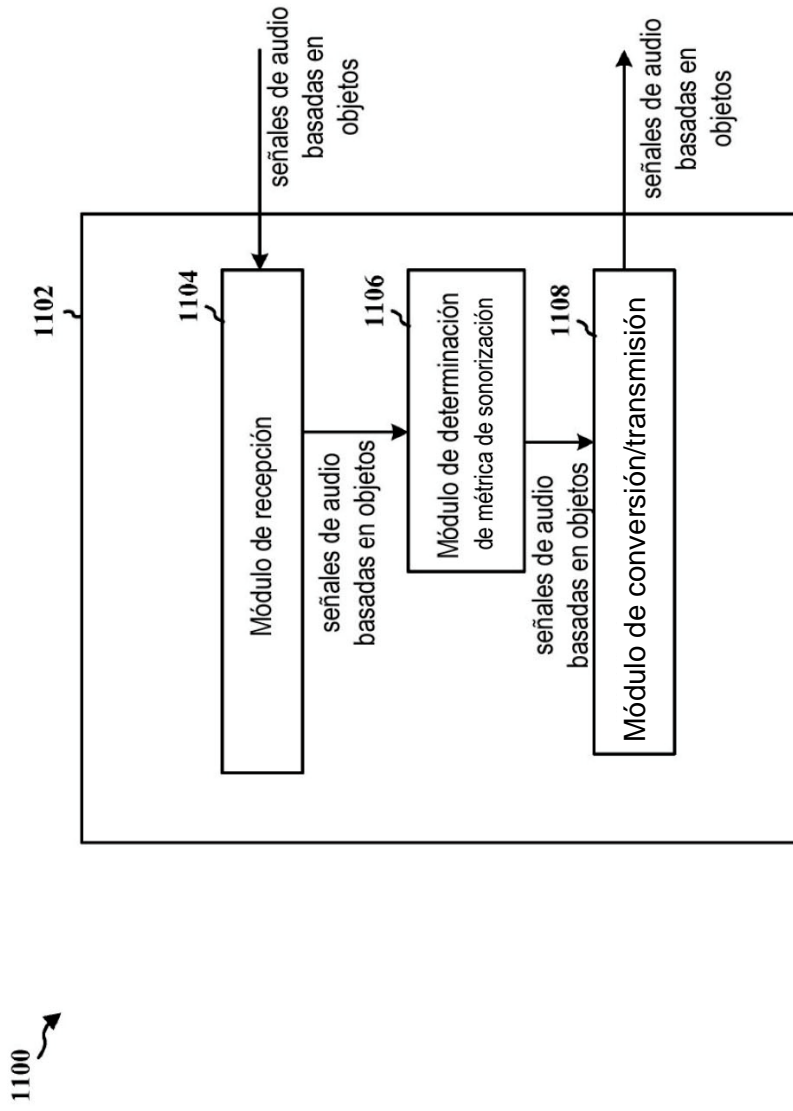 1100
1102
señales de audio
basadas en
objetos
1104
Módulo de recepción
señales de audio
basadas en objetos
1106
Módulo de determinación
de métrica de sonorización
señales de audio
basadas en objetos
1108
Módulo de conversión/transmisión
señales de audio
basadas en
objetos